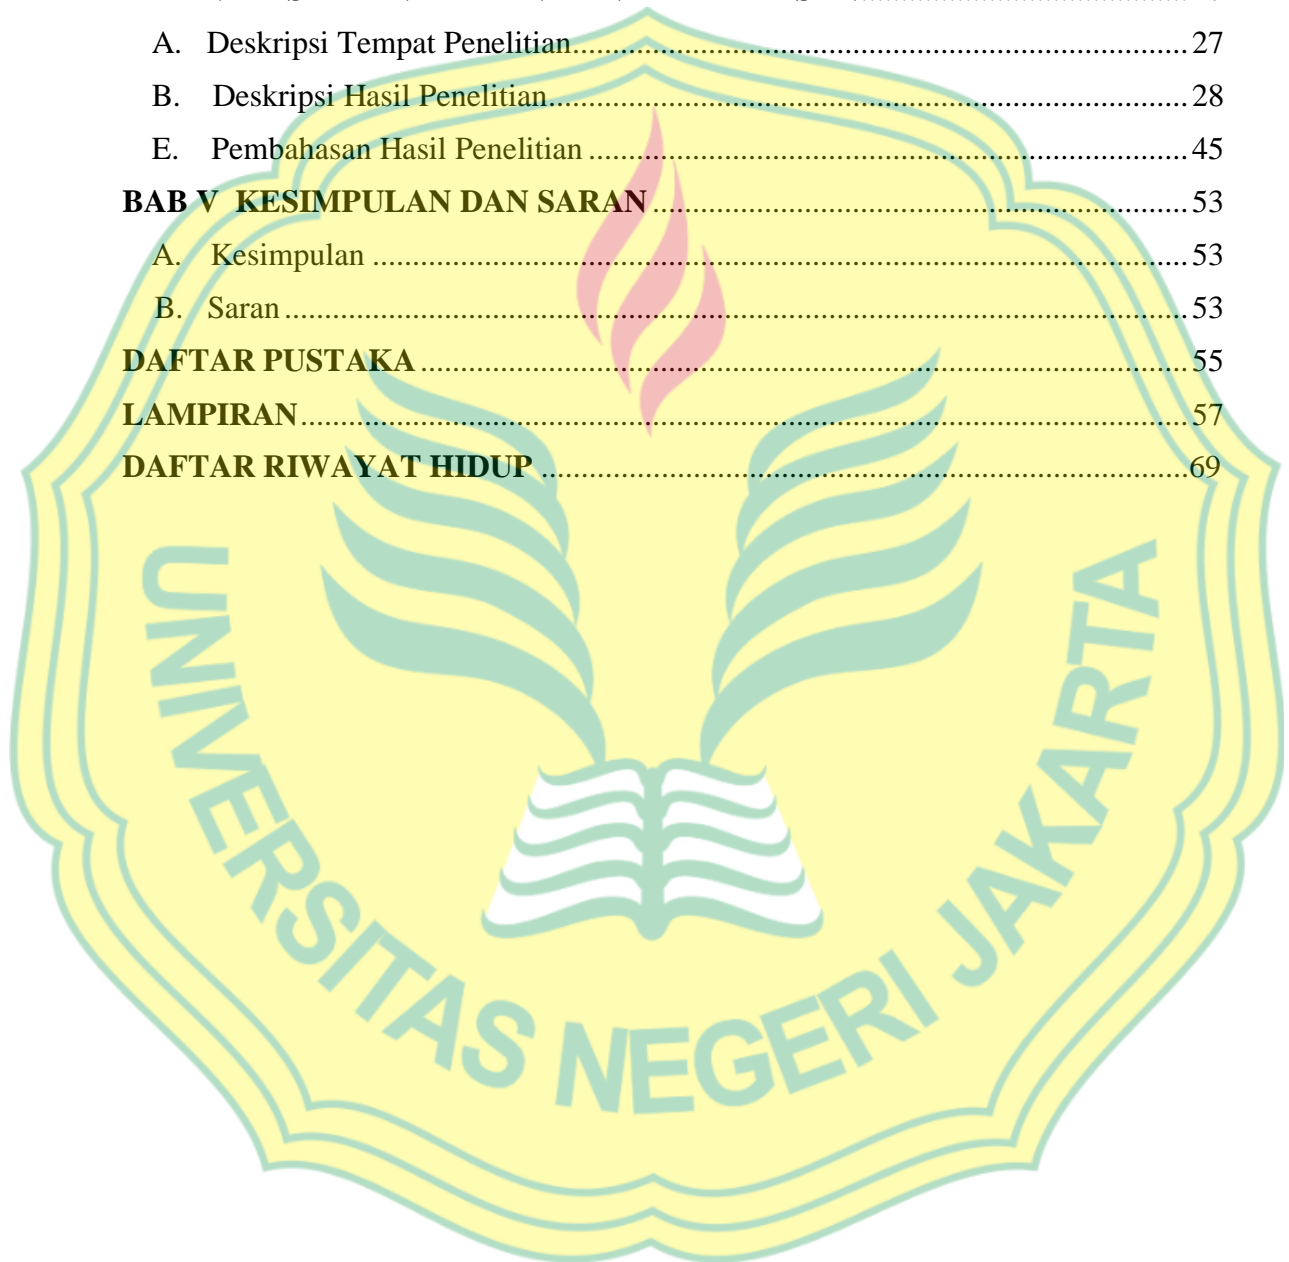 A. Deskripsi Tempat Penelitian........................................................................... 27
B. Deskripsi Hasil Penelitian.............................................................................. 28
E. Pembahasan Hasil Penelitian ......................................................................... 45
BAB V KESIMPULAN DAN SARAN .................................................................. 53
A. Kesimpulan ................................................................................................... 53
B. Saran ............................................................................................................. 53
DAFTAR PUSTAKA ............................................................................................. 55
LAMPIRAN............................................................................................................ 57
DAFTAR RIWAYAT HIDUP ................................................................................69
UNIVERSITAS NEGERI JAKARTA